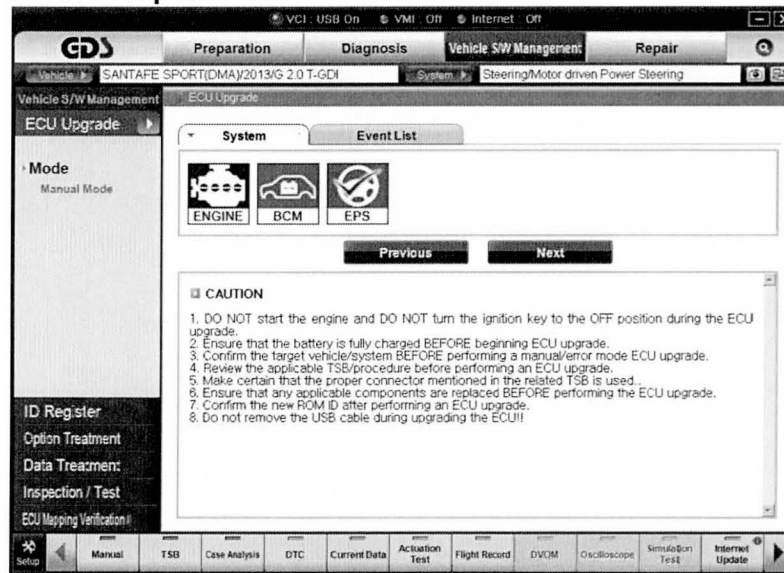 VCI : USB On VMI : Off Internet : Off
GDS Preparation Diagnosis Vehicle S/W Management Repair
Vehicle SANTAFE SPORT(DMA)/2013/G 2.0 T-GDI System Steering/Motor driven Power Steering
Vehicle S/W Management
ECU Upgrade
ECU Upgrade
System Event List
Mode
Manual Mode
ENGINE BCM EPS
Previous Next
CAUTION
1. DO NOT start the engine and DO NOT turn the ignition key to the OFF position during the ECU
upgrade.
2. Ensure that the battery is fully charged BEFORE beginning ECU upgrade.
3. Confirm the target vehicle/system BEFORE performing a manual/error mode ECU upgrade.
4. Review the applicable TSB/procedure before performing an ECU upgrade.
5. Make certain that the proper connector mentioned in the related TSB is used..
6. Ensure that any applicable components are replaced BEFORE performing the ECU upgrade.
7. Confirm the new ROM ID after performing an ECU upgrade.
8. Do not remove the USB cable during upgrading the ECU!!
ID Register
Option Treatment
Data Treatment
Inspection / Test
ECU Mapping Verification
Setup Manual TSB Case Analysis DTC Current Data Actuation Test Flight Record DVOM Oscilloscope Simulation Test Internet Update